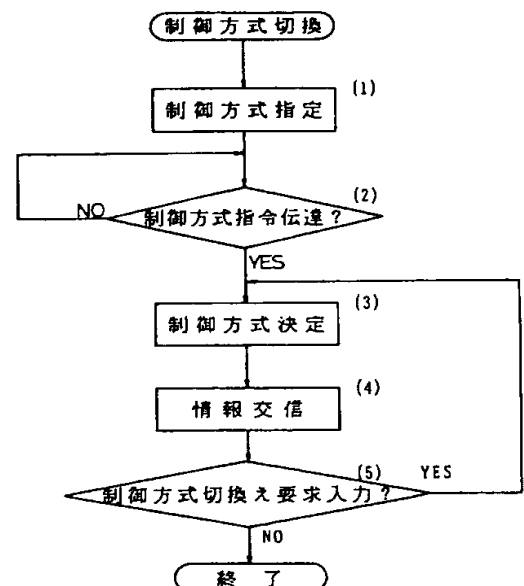 制御方式切換
(1)
制御方式指定
(2)
NO
制御方式指令伝達?
YES
(3)
制御方式決定
(4)
情報交信
(5)
YES
制御方式切換え要求入力?
NO
終了